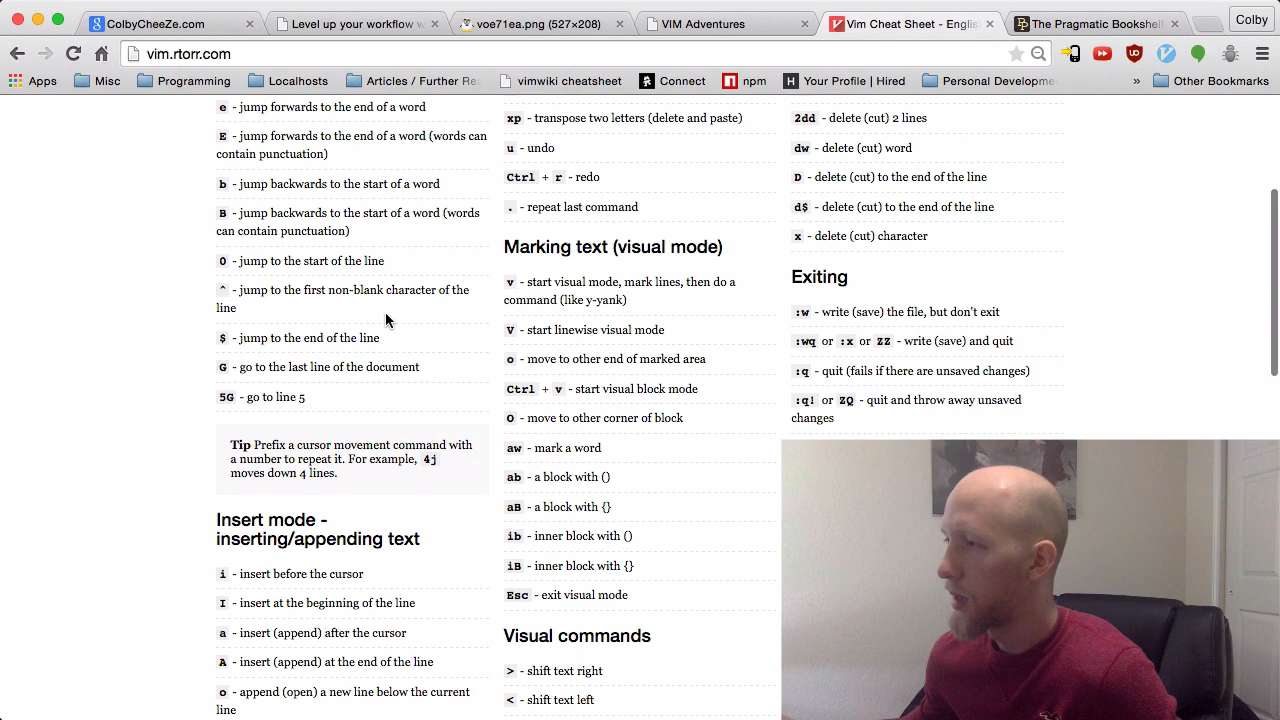 ColbyCheeZe.com
Level up your workflow w
voe71ea.png (527×208)
VIM Adventures
Vim Cheat Sheet - Englis
The Pragmatic Bookshelf
Colby
vim.rtorr.com
Apps
Misc
Programming
Localhosts
Articles / Further Re
vimwiki cheatsheet
Connect
npm
Your Profile | Hired
Personal Developme
»
Other Bookmarks
e - jump forwards to the end of a word
E - jump forwards to the end of a word (words can
contain punctuation)
b - jump backwards to the start of a word
B - jump backwards to the start of a word (words
can contain punctuation)
0 - jump to the start of the line
^ - jump to the first non-blank character of the
line
$ - jump to the end of the line
G - go to the last line of the document
5G - go to line 5
Tip Prefix a cursor movement command with
a number to repeat it. For example, 4j
moves down 4 lines.
Insert mode -
inserting/appending text
i - insert before the cursor
I - insert at the beginning of the line
a - insert (append) after the cursor
A - insert (append) at the end of the line
o - append (open) a new line below the current
line
xp - transpose two letters (delete and paste)
u - undo
Ctrl + r - redo
. - repeat last command
Marking text (visual mode)
v - start visual mode, mark lines, then do a
command (like y-yank)
V - start linewise visual mode
o - move to other end of marked area
Ctrl + v - start visual block mode
O - move to other corner of block
aw - mark a word
ab - a block with ()
aB - a block with {}
ib - inner block with ()
iB - inner block with {}
Esc - exit visual mode
Visual commands
> - shift text right
< - shift text left
2dd - delete (cut) 2 lines
dw - delete (cut) word
D - delete (cut) to the end of the line
d$ - delete (cut) to the end of the line
x - delete (cut) character
Exiting
:w - write (save) the file, but don't exit
:wq or :x or ZZ - write (save) and quit
:q - quit (fails if there are unsaved changes)
:q! or ZQ - quit and throw away unsaved
changes